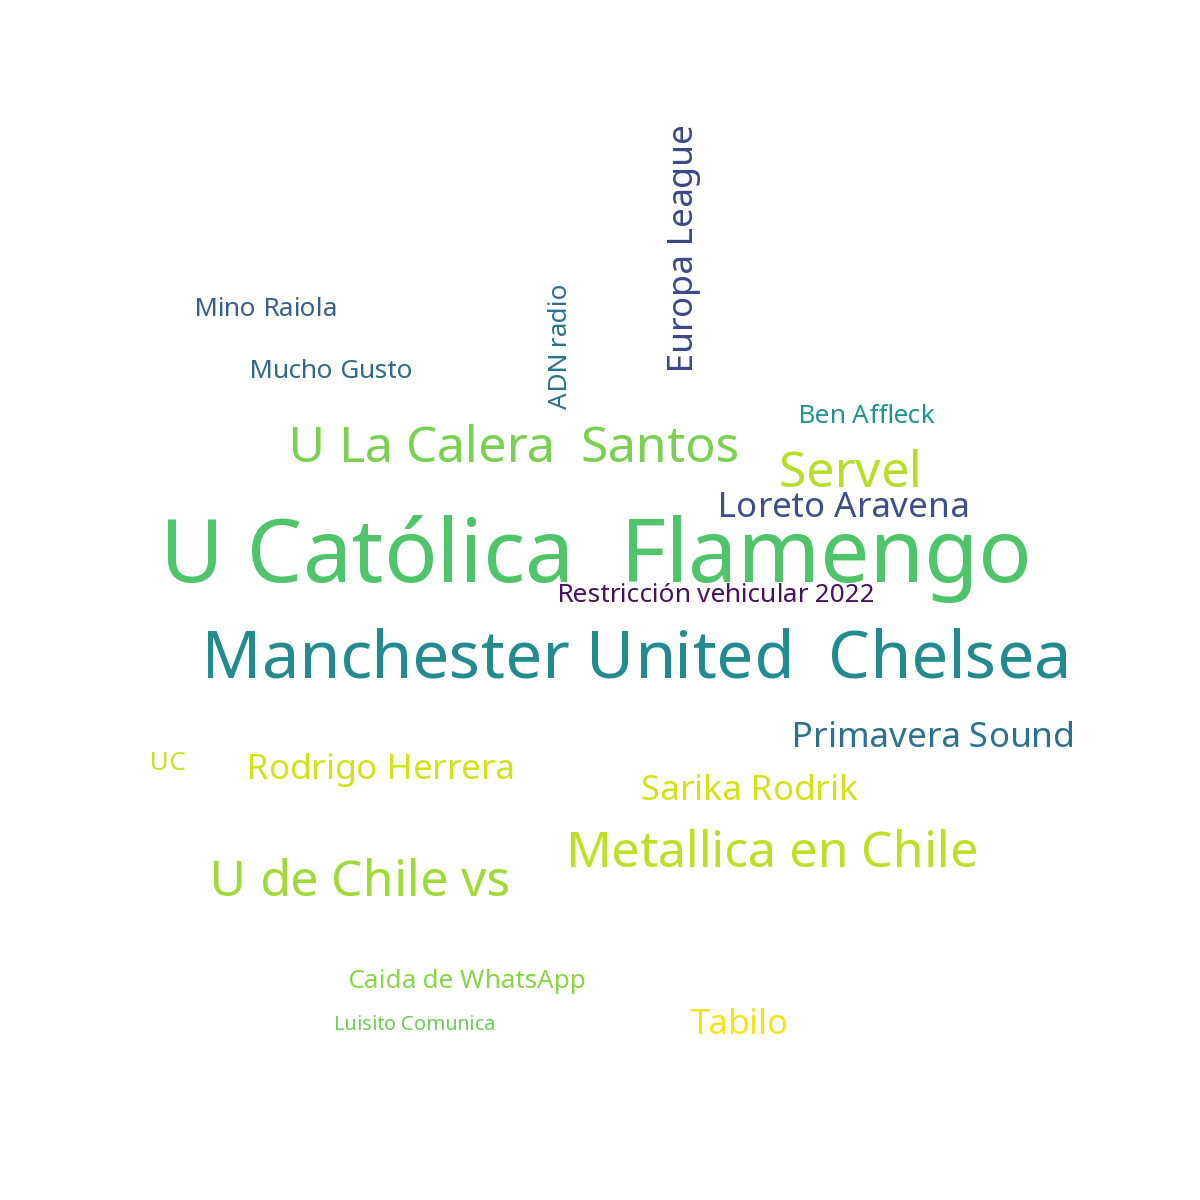 Europa League
Mino Raiola
ADN radio
Mucho Gusto
Ben Affleck
U La Calera  Santos
Servel
Loreto Aravena
U Católica  Flamengo
Restricción vehicular 2022
Manchester United  Chelsea
Primavera Sound
UC
Rodrigo Herrera
Sarika Rodrik
Metallica en Chile
U de Chile vs
Caida de WhatsApp
Luisito Comunica
Tabilo